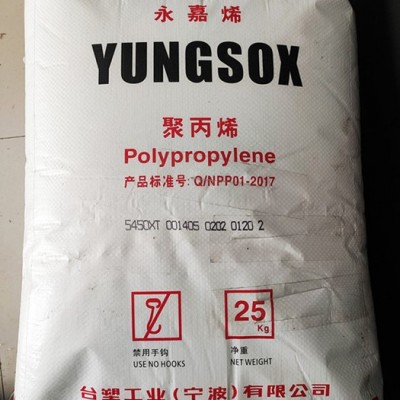 永嘉烯
YUNGSOX
聚丙烯
Polypropylene
产品标准号: Q/NPP01-2017
5450XT 001405 0202 0120 2
25
Kg
禁用手钩
USE NO HOOKS
净重
NET WEIGHT
台塑工业(宁波)有限公司